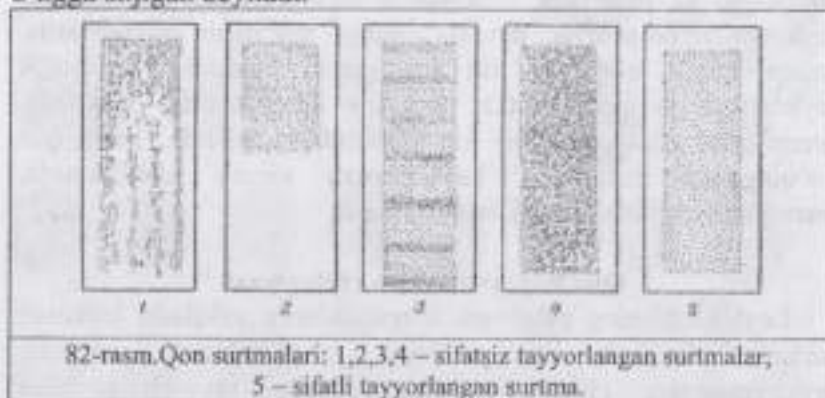 1 2 3 4 5
82-rasm.Qon surtmalari: 1,2,3,4 – sifatsiz tayyorlangan surtmalar,
5 – sifatli tayyorlangan surtma.